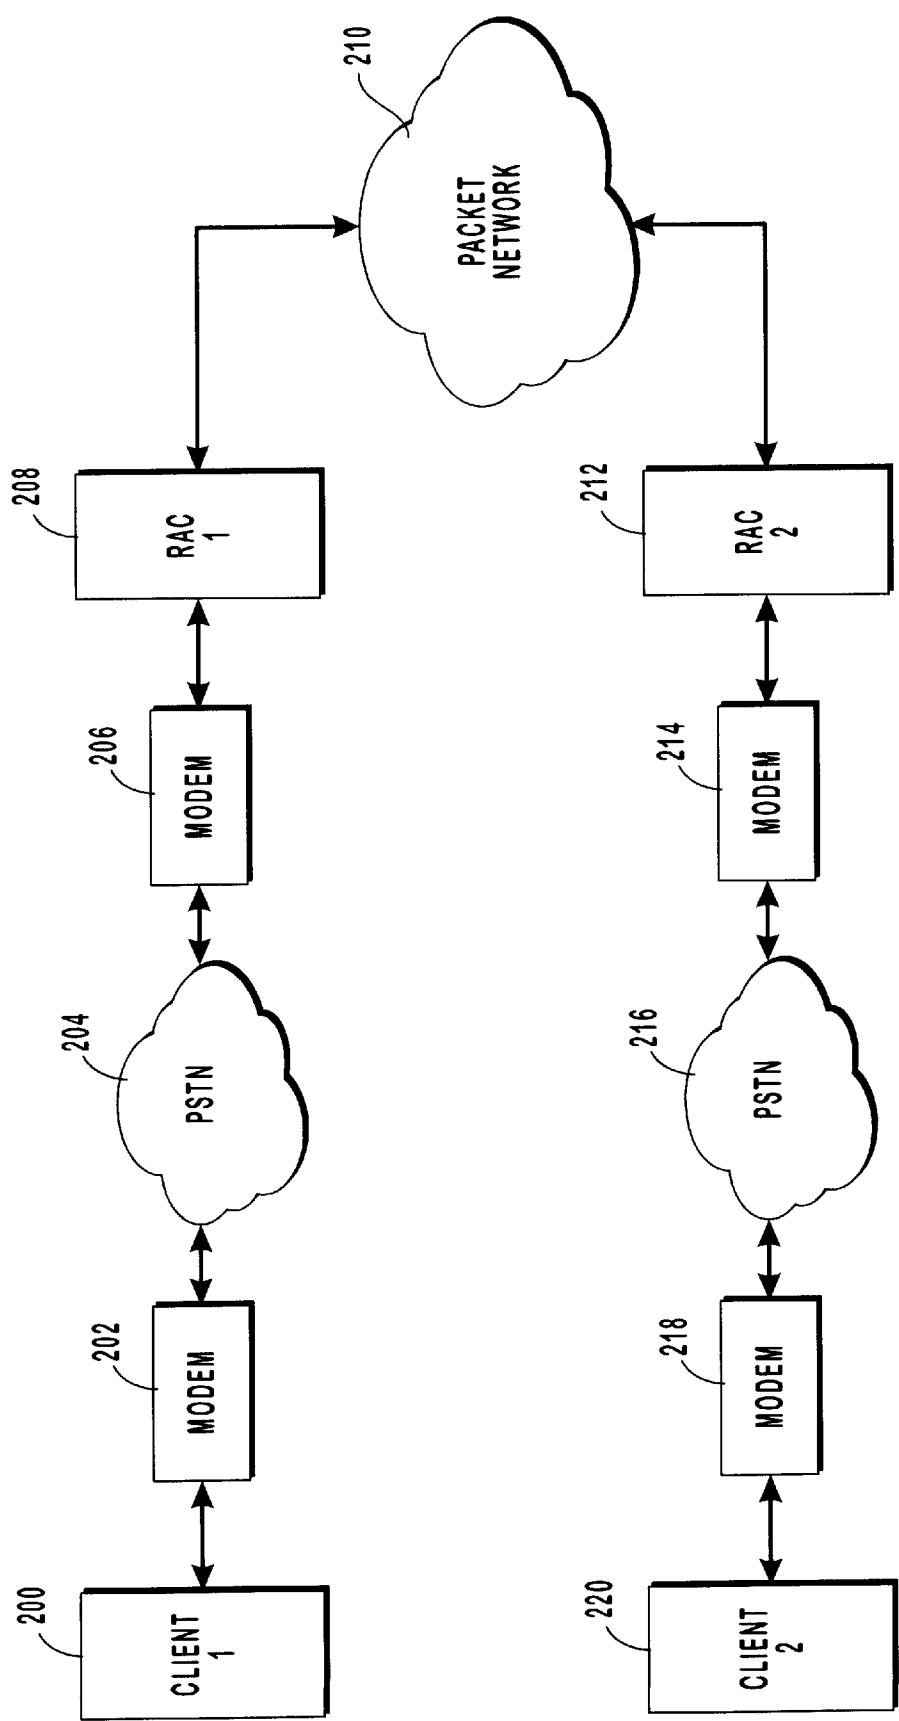 200
CLIENT
1
202
MODEM
204
PSTN
206
MODEM
208
RAC
1
210
PACKET
NETWORK
212
RAC
2
214
MODEM
216
PSTN
218
MODEM
220
CLIENT
2